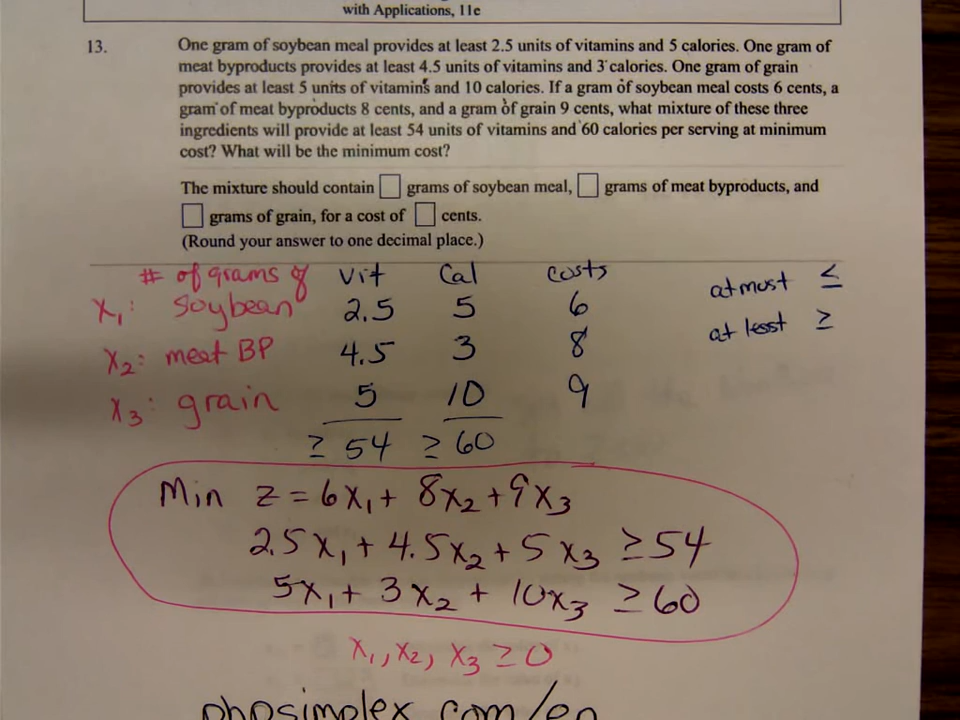 with Applications, 11e
13. One gram of soybean meal provides at least 2.5 units of vitamins and 5 calories. One gram of
meat byproducts provides at least 4.5 units of vitamins and 3 calories. One gram of grain
provides at least 5 units of vitamins and 10 calories. If a gram of soybean meal costs 6 cents, a
gram of meat byproducts 8 cents, and a gram of grain 9 cents, what mixture of these three
ingredients will provide at least 54 units of vitamins and 60 calories per serving at minimum
cost? What will be the minimum cost?
The mixture should contain grams of soybean meal, grams of meat byproducts, and
grams of grain, for a cost of cents.
(Round your answer to one decimal place.)
# of grams of Vit Cal Costs
x₁: soybean 2.5 5 6
x₂: meat BP 4.5 3 8
x₃: grain 5 10 9
≥ 54 ≥ 60
at most ≤
at least ≥
Min z = 6x₁ + 8x₂ + 9x₃
2.5x₁ + 4.5x₂ + 5x₃ ≥ 54
5x₁ + 3x₂ + 10x₃ ≥ 60
x₁, x₂, x₃ ≥ 0
phpsimplex.com/en